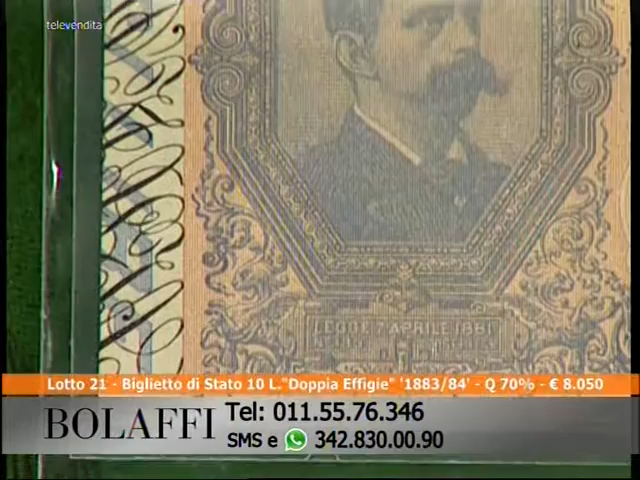 televendita
LEGGE 7 APRILE 1881
Lotto 21 - Biglietto di Stato 10 L."Doppia Effigie" '1883/84' - Q 70% - € 8.050
BOLAFFI
Tel: 011.55.76.346
SMS e 342.830.00.90